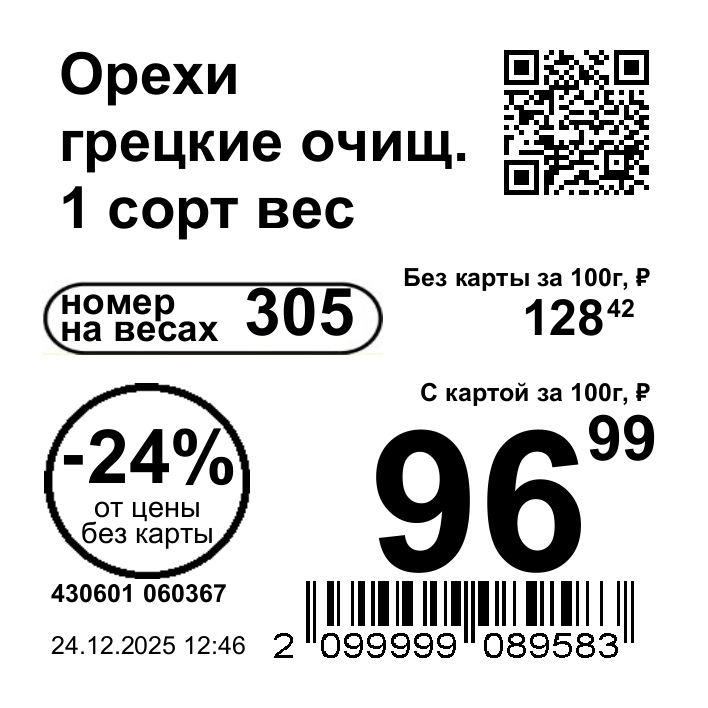 Орехи
грецкие очищ.
1 сорт вес
номер
на весах 305
Без карты за 100г, ₽
128 42
С картой за 100г, ₽
96 99
-24%
от цены
без карты
430601 060367
24.12.2025 12:46
2 099999 089583